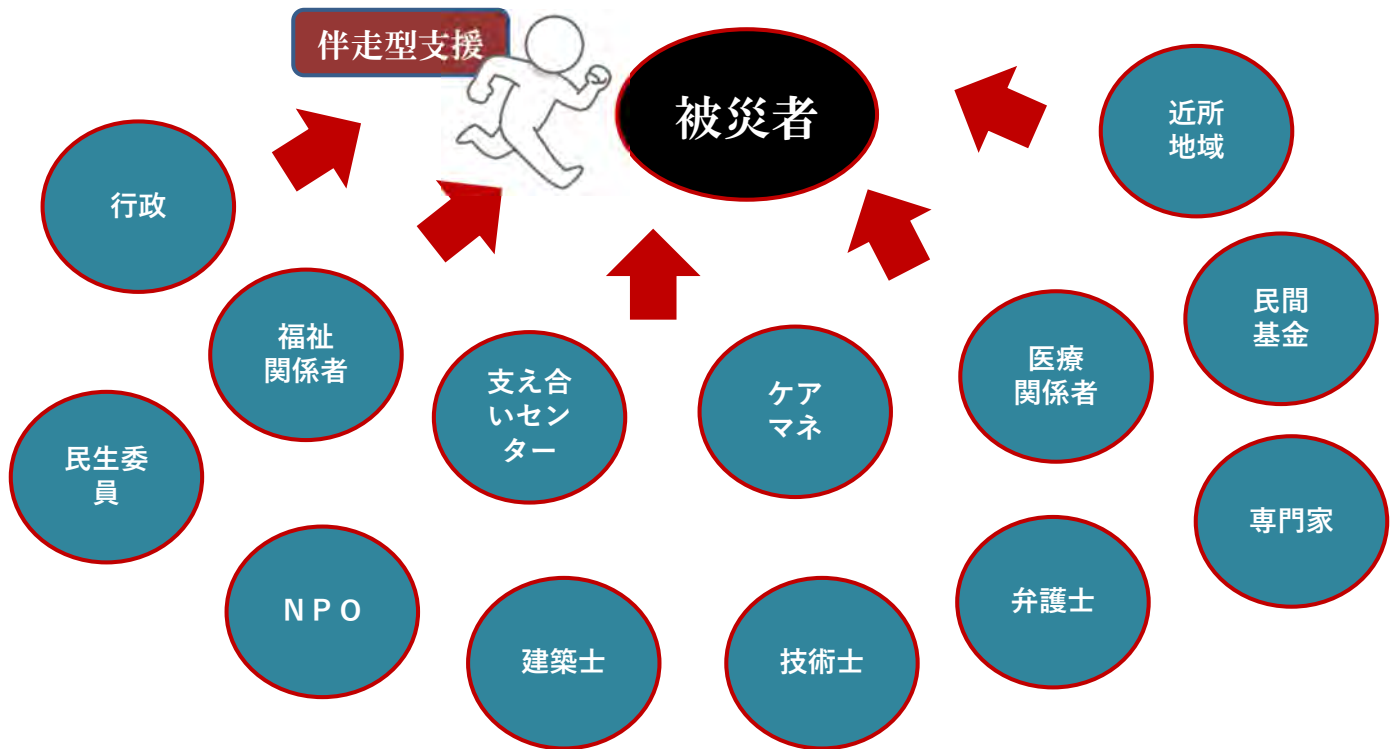 伴走型支援
被災者
近所
地域
行政
民間
基金
福祉
関係者
支え合
いセン
ター
ケア
マネ
医療
関係者
民生委
員
専門家
ＮＰＯ
建築士
技術士
弁護士